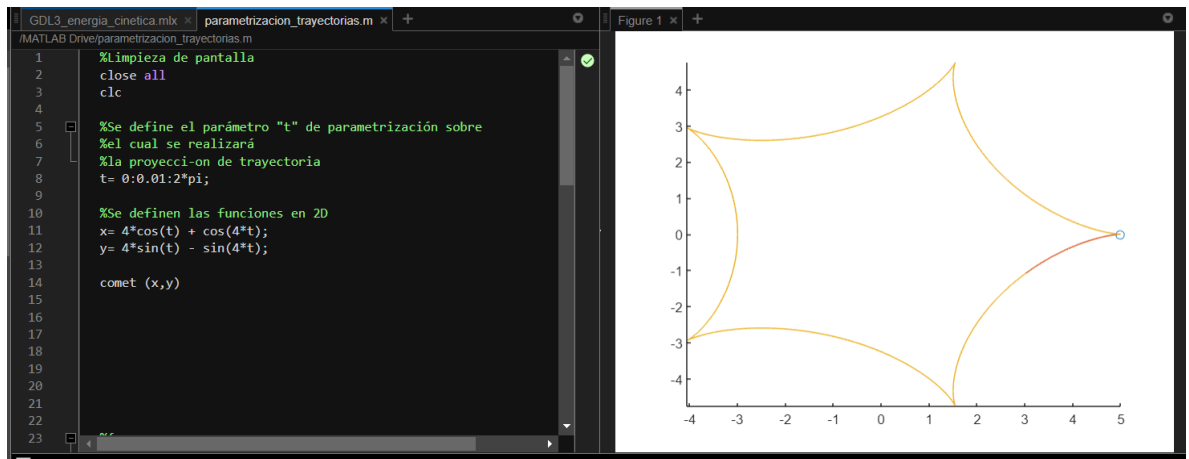 GDL3_energia_cinetica.mlx × parametrizacion_trayectorias.m × +
/MATLAB Drive/parametrizacion_trayectorias.m
1 %Limpieza de pantalla
2 close all
3 clc
4
5 %Se define el parámetro "t" de parametrización sobre
6 %el cual se realizará
7 %la proyecci-on de trayectoria
8 t= 0:0.01:2*pi;
9
10 %Se definen las funciones en 2D
11 x= 4*cos(t) + cos(4*t);
12 y= 4*sin(t) - sin(4*t);
13
14 comet (x,y)
15
16
17
18
19
20
21
22
23
Figure 1 × +
4
3
2
1
0
-1
-2
-3
-4
-4 -3 -2 -1 0 1 2 3 4 5